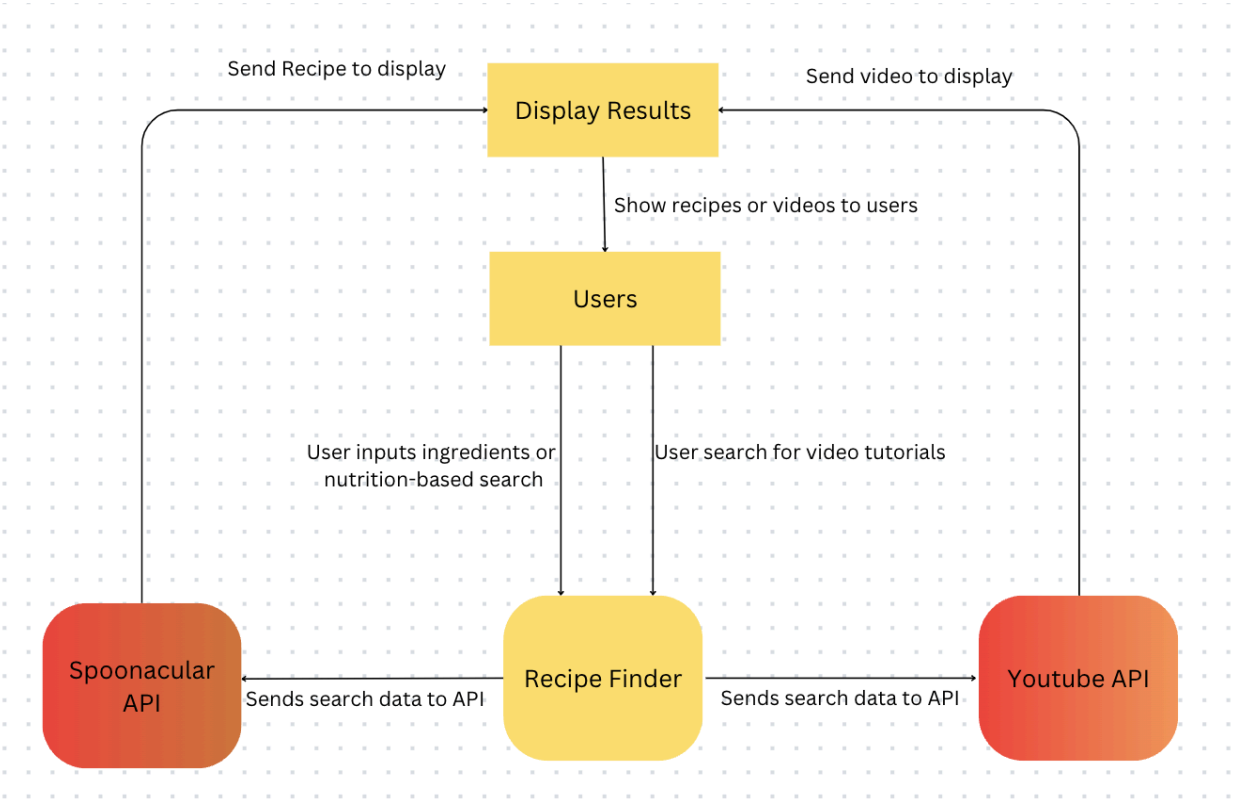 Send Recipe to display
Send video to display
Display Results
Show recipes or videos to users
Users
User inputs ingredients or
nutrition-based search
User search for video tutorials
Spoonacular
API
Sends search data to API
Recipe Finder
Sends search data to API
Youtube API